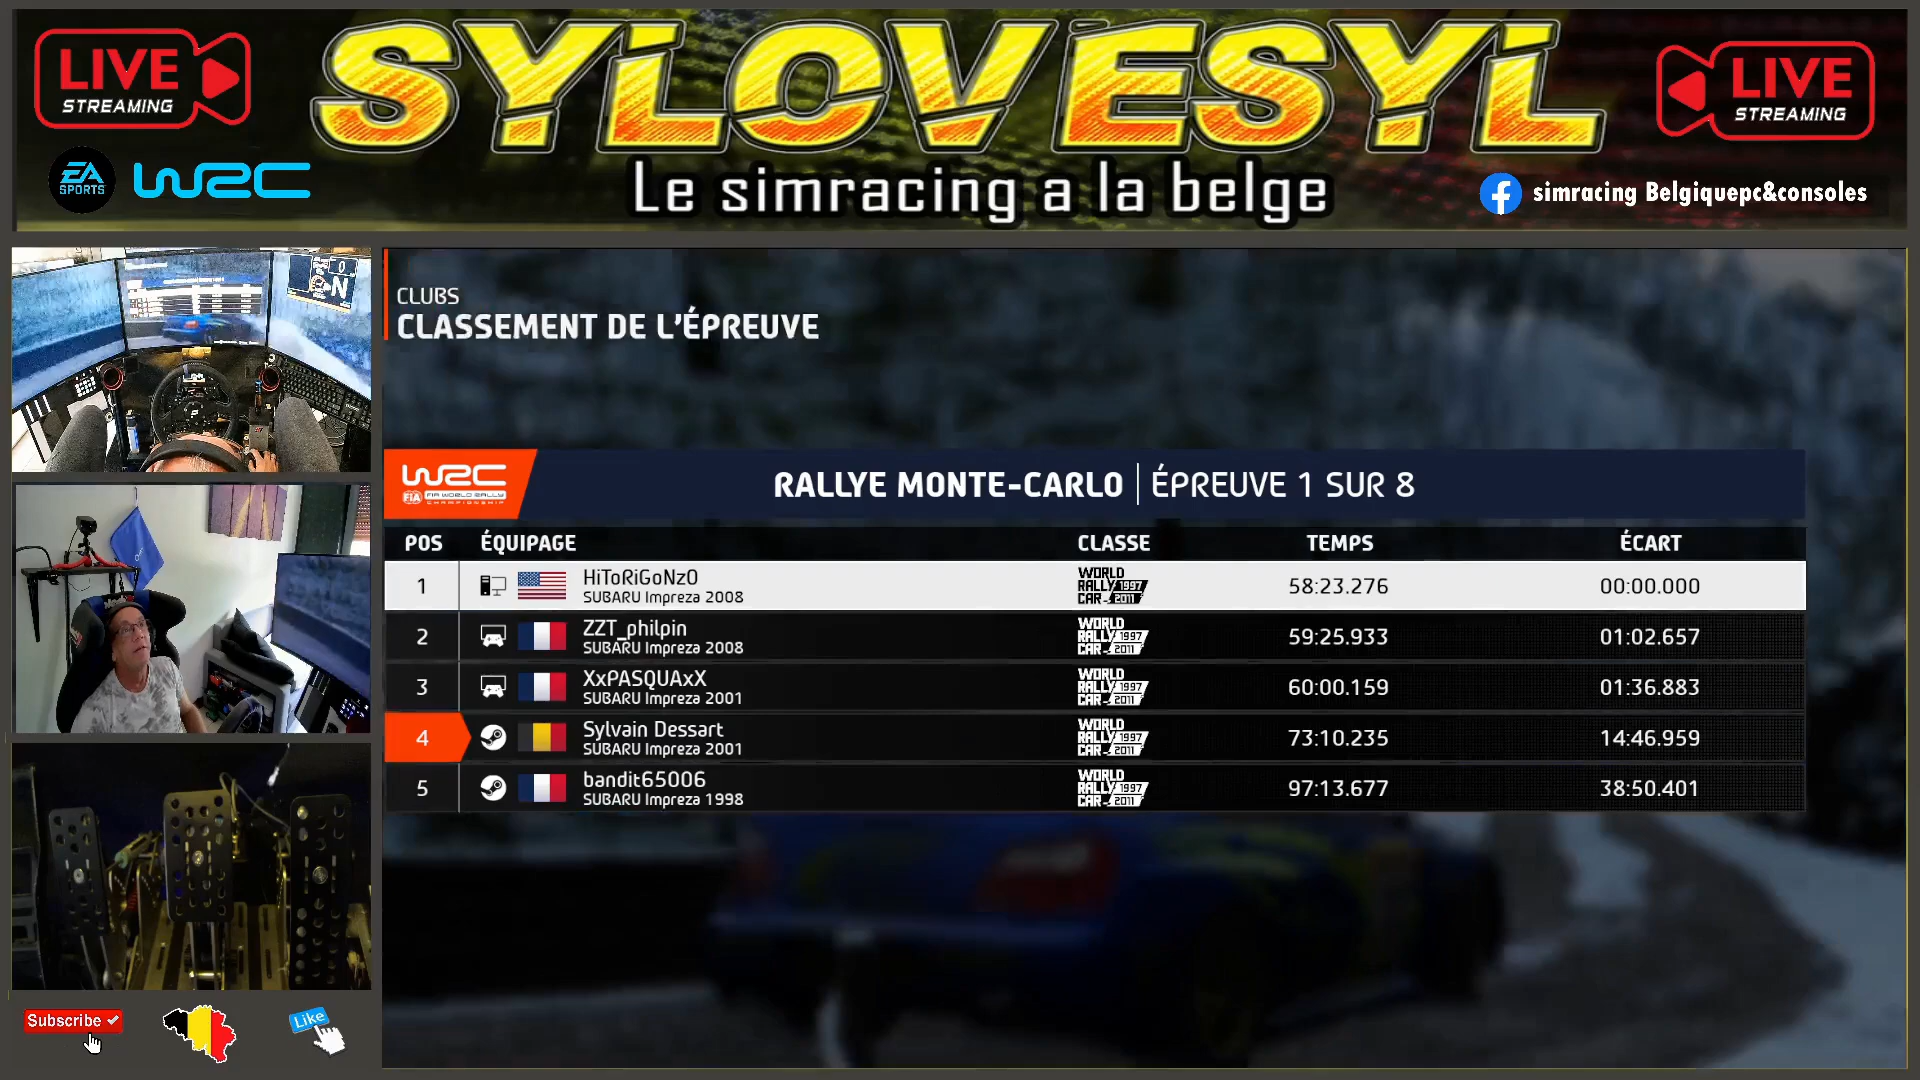 LIVE
STREAMING
SYLOVESYL
LIVE
STREAMING
EA
SPORTS
WRC
Le simracing a la belge
simracing Belgiquepc&consoles
CLUBS
CLASSEMENT DE L'ÉPREUVE
WRC
FIA WORLD RALLY
CHAMPIONSHIP
RALLYE MONTE-CARLO | ÉPREUVE 1 SUR 8
POS ÉQUIPAGE CLASSE TEMPS ÉCART
1 HiToRiGoNzO WORLD RALLY CAR 1997 2011 58:23.276 00:00.000
SUBARU Impreza 2008
2 ZZT_philpin WORLD RALLY CAR 1997 2011 59:25.933 01:02.657
SUBARU Impreza 2008
3 XxPASQUAxX WORLD RALLY CAR 1997 2011 60:00.159 01:36.883
SUBARU Impreza 2001
4 Sylvain Dessart WORLD RALLY CAR 1997 2011 73:10.235 14:46.959
SUBARU Impreza 2001
5 bandit65006 WORLD RALLY CAR 1997 2011 97:13.677 38:50.401
SUBARU Impreza 1998
Subscribe
Like